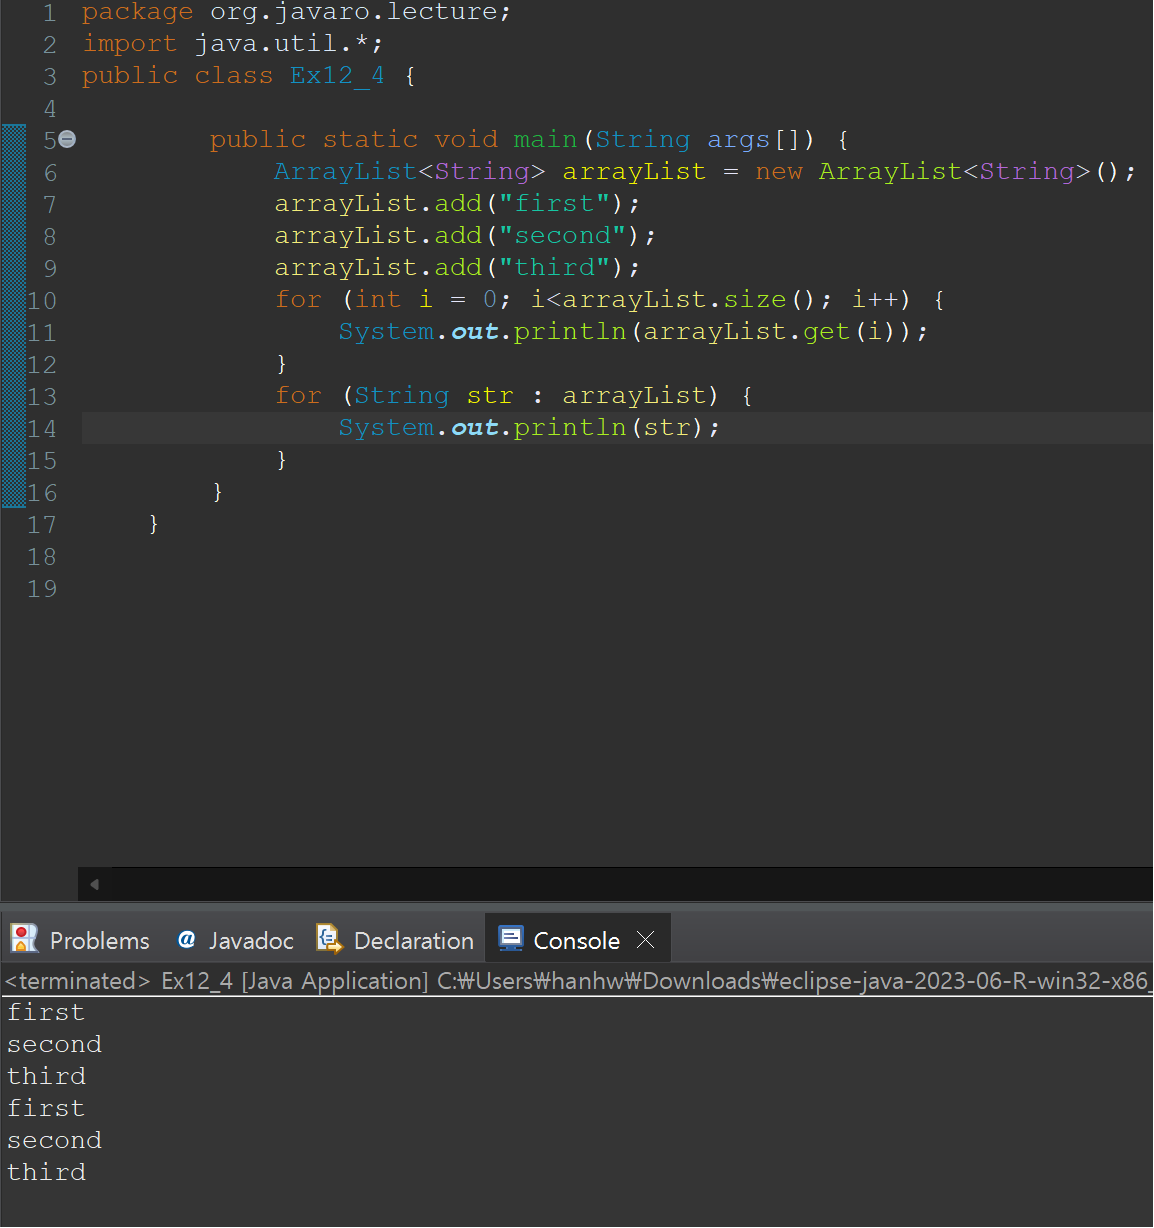 1 package org.javaro.lecture;
2 import java.util.*;
3 public class Ex12_4 {
4
5 public static void main(String args[]) {
6 ArrayList<String> arrayList = new ArrayList<String>();
7 arrayList.add("first");
8 arrayList.add("second");
9 arrayList.add("third");
10 for (int i = 0; i<arrayList.size(); i++) {
11 System.out.println(arrayList.get(i));
12 }
13 for (String str : arrayList) {
14 System.out.println(str);
15 }
16 }
17 }
18
19
Problems @ Javadoc Declaration Console
<terminated> Ex12_4 [Java Application] C:₩Users₩hanhw₩Downloads₩eclipse-java-2023-06-R-win32-x86_
first
second
third
first
second
third